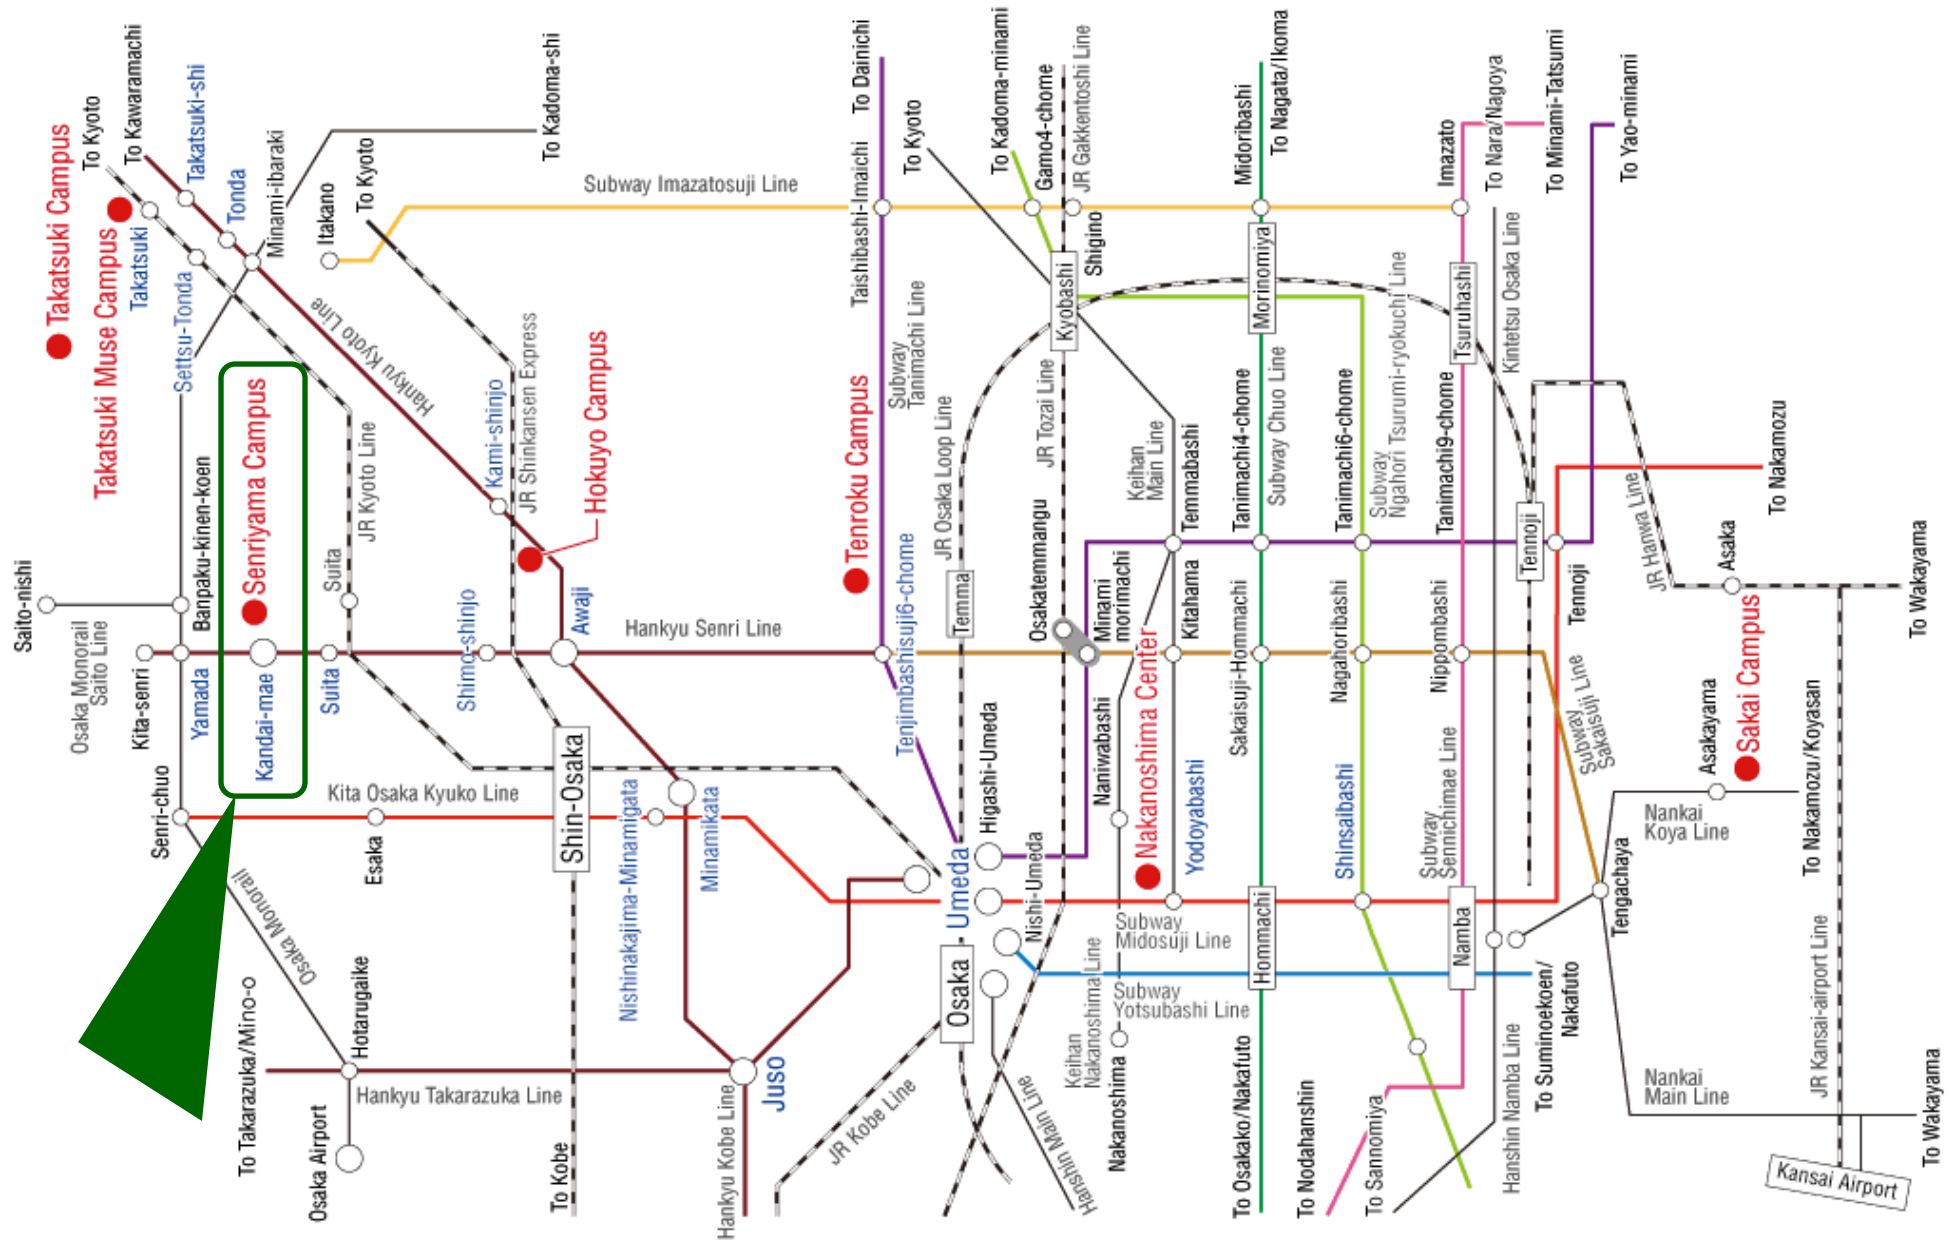 Takatsuki Campus
Takatsuki Muse Campus
To Kyoto
To Kawaramachi
Takatsuki-shi
Takatsuki
Tonda
Settsu-Tonda
Minami-ibaraki
To Kadoma-shi
Itakano
To Kyoto
Subway Imazatosuji Line
Hankyu Kyoto Line
JR Shinkansen Express
Kami-shinjo
Hokuyo Campus
Senriyama Campus
Banpaku-kinen-koen
JR Kyoto Line
Suita
Saito-nishi
Osaka Monorail
Saito Line
Kita-senri
Yamada
Kandai-mae
Suita
Shimo-shinjo
Awaji
Hankyu Senri Line
Senri-chuo
Kita Osaka Kyuko Line
Esaka
Shin-Osaka
Nishinakajima-Minamigata
Minamikata
Osaka Monorail
Hotarugaike
To Takarazuka/Mino-o
Hankyu Takarazuka Line
Osaka Airport
To Kobe
Hankyu Kobe Line
Juso
JR Kobe Line
To Dainichi
Taishibashi-Imaichi
Subway
Tanimachi Line
Tenroku Campus
Tenjimbashisuji6-chome
To Kyoto
To Kadoma-minami
Gamo4-chome
JR Gakkentoshi Line
Shigino
Kyobashi
JR Osaka Loop Line
JR Tozai Line
Temma
Osakatemmangu
Minami
morimachi
Keihan
Main Line
Temmabashi
Kitahama
Naniwabashi
Nakanoshima Center
Yodoyabashi
Higashi-Umeda
Umeda
Nishi-Umeda
Osaka
Subway
Midosuji Line
Subway
Yotsubashi Line
Keihan
Nakanoshima Line
Nakanoshima
Hanshin Main Line
Midoribashi
To Nagata/Ikoma
Morinomiya
Tanimachi4-chome
Subway Chuo Line
Sakaisuji-Hommachi
Hommachi
To Osakako/Nakafuto
Tanimachi6-chome
Subway
Ngahori Tsurumi-ryokuchi Line
Nagahoribashi
Shinsaibashi
Imazato
To Nara/Nagoya
To Minami-Tatsumi
To Yao-minami
Tsuruhashi
Kintetsu Osaka Line
Tanimachi9-chome
Nippombashi
Subway
Sennichimae Line
Namba
To Nodahanshin
To Sannomiya
Hanshin Namba Line
To Suminoekoen/
Nakafuto
Tennoji
Tennoji
Subway
Sakaisuji Line
Tengachaya
To Nakamozu
JR Hanwa Line
Asaka
To Wakayama
Sakai Campus
Asakayama
Nankai
Koya Line
To Nakamozu/Koyasan
JR Kansai-airport Line
Nankai
Main Line
To Wakayama
Kansai Airport